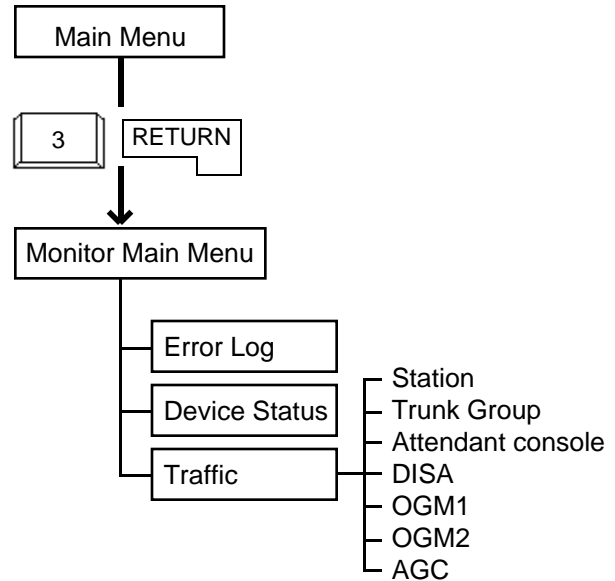 Main Menu
3
RETURN
Monitor Main Menu
Error Log
Device Status
Traffic
Station
Trunk Group
Attendant console
DISA
OGM1
OGM2
AGC